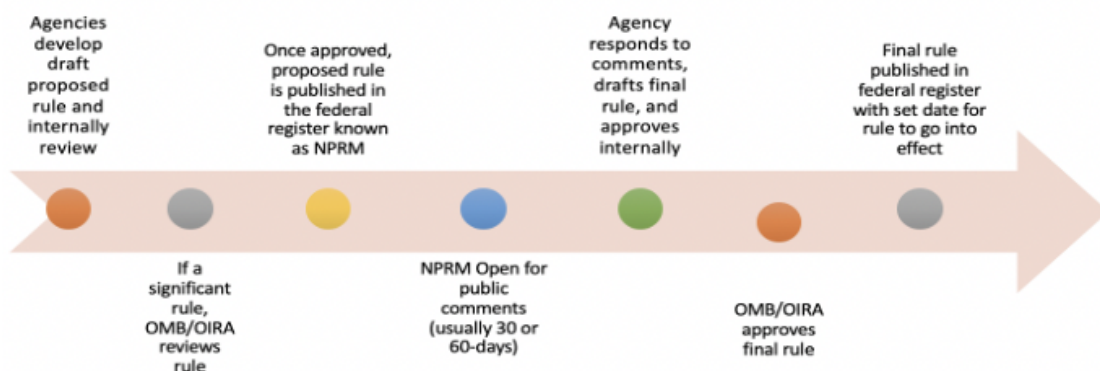 Agencies
develop
draft
proposed
rule and
internally
review
If a
significant
rule,
OMB/OIRA
reviews
rule
Once approved,
proposed rule
is published in
the federal
register known
as NPRM
NPRM Open for
public
comments
(usually 30 or
60-days)
Agency
responds to
comments,
drafts final
rule, and
approves
internally
OMB/OIRA
approves
final rule
Final rule
published in
federal register
with set date for
rule to go into
effect